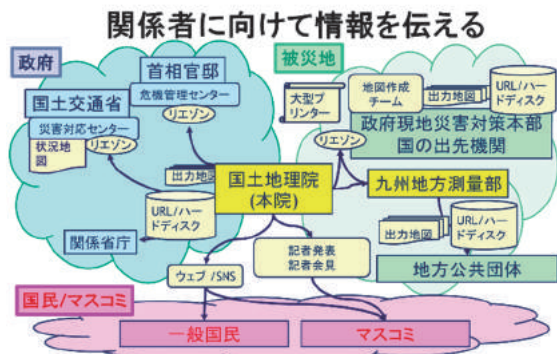 関係者に向けて情報を伝える
政府
首相官邸
危機管理センター
リエゾン
国土交通省
災害対応センター
状況地
図
リエゾン
出力地図
URL/ハー
ドディスク
関係省庁
国土地理院
(本院)
ウェブ/SNS
記者発表
記者会見
被災地
大型プ
リンター
リエゾン
地図作成
チーム
出力地図
URL/ハー
ドディスク
政府現地災害対策本部
国の出先機関
九州地方測量部
出力地図
URL/ハー
ドディスク
地方公共団体
国民/マスコミ
一般国民
マスコミ